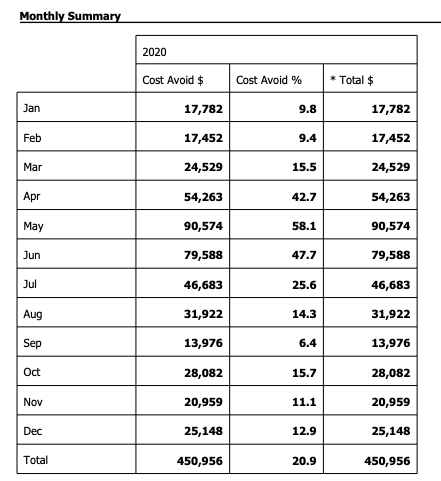 Monthly Summary
2020
Cost Avoid $ Cost Avoid % * Total $
Jan 17,782 9.8 17,782
Feb 17,452 9.4 17,452
Mar 24,529 15.5 24,529
Apr 54,263 42.7 54,263
May 90,574 58.1 90,574
Jun 79,588 47.7 79,588
Jul 46,683 25.6 46,683
Aug 31,922 14.3 31,922
Sep 13,976 6.4 13,976
Oct 28,082 15.7 28,082
Nov 20,959 11.1 20,959
Dec 25,148 12.9 25,148
Total 450,956 20.9 450,956